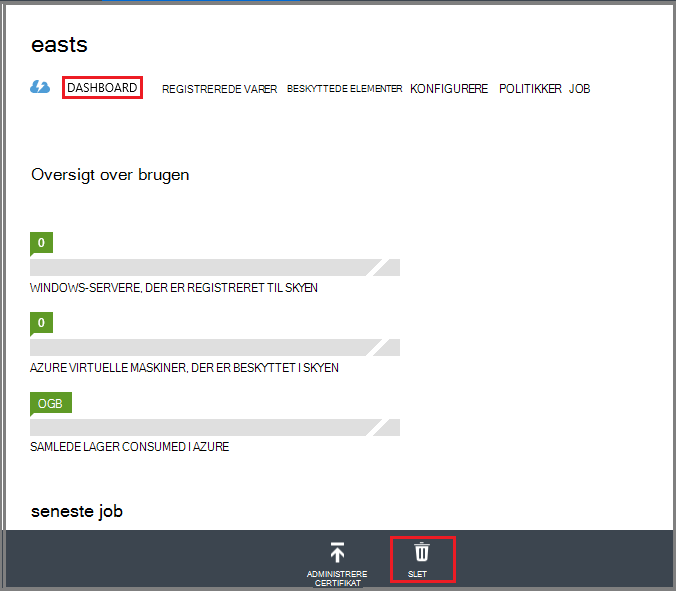 easts
DASHBOARD REGISTREREDE VARER BESKYTTEDE ELEMENTER KONFIGURERE POLITIKKER JOB
Oversigt over brugen
0
WINDOWS-SERVERE, DER ER REGISTRERET TIL SKYEN
0
AZURE VIRTUELLE MASKINER, DER ER BESKYTTET I SKYEN
OGB
SAMLEDE LAGER CONSUMED I AZURE
seneste job
ADMINISTRERE
CERTIFIKAT
SLET